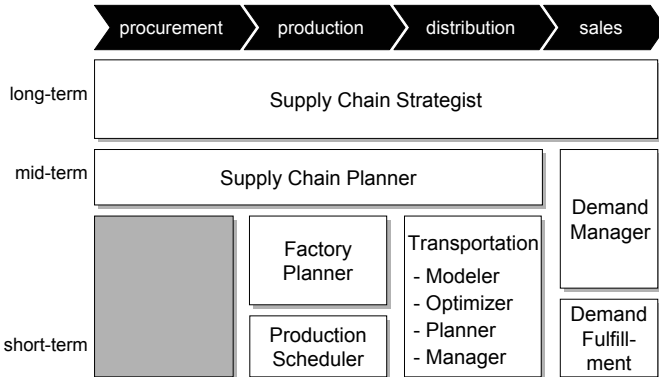 procurement
production
distribution
sales
long-term
Supply Chain Strategist
mid-term
Supply Chain Planner
Demand
Manager
Factory
Planner
Transportation
- Modeler
- Optimizer
- Planner
- Manager
short-term
Production
Scheduler
Demand
Fulfill-
ment